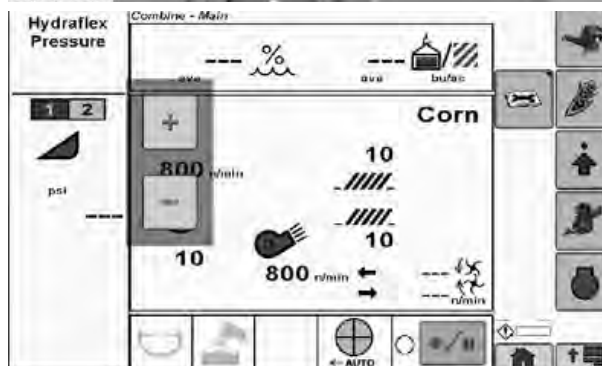 Hydraflex
Pressure
Combine - Main
--- %
ave
---
ave bu/ac
1 2
psi
---
+
800 n/min
-
10
Corn
10
10
800 n/min
---
---
n/min
<-- AUTO